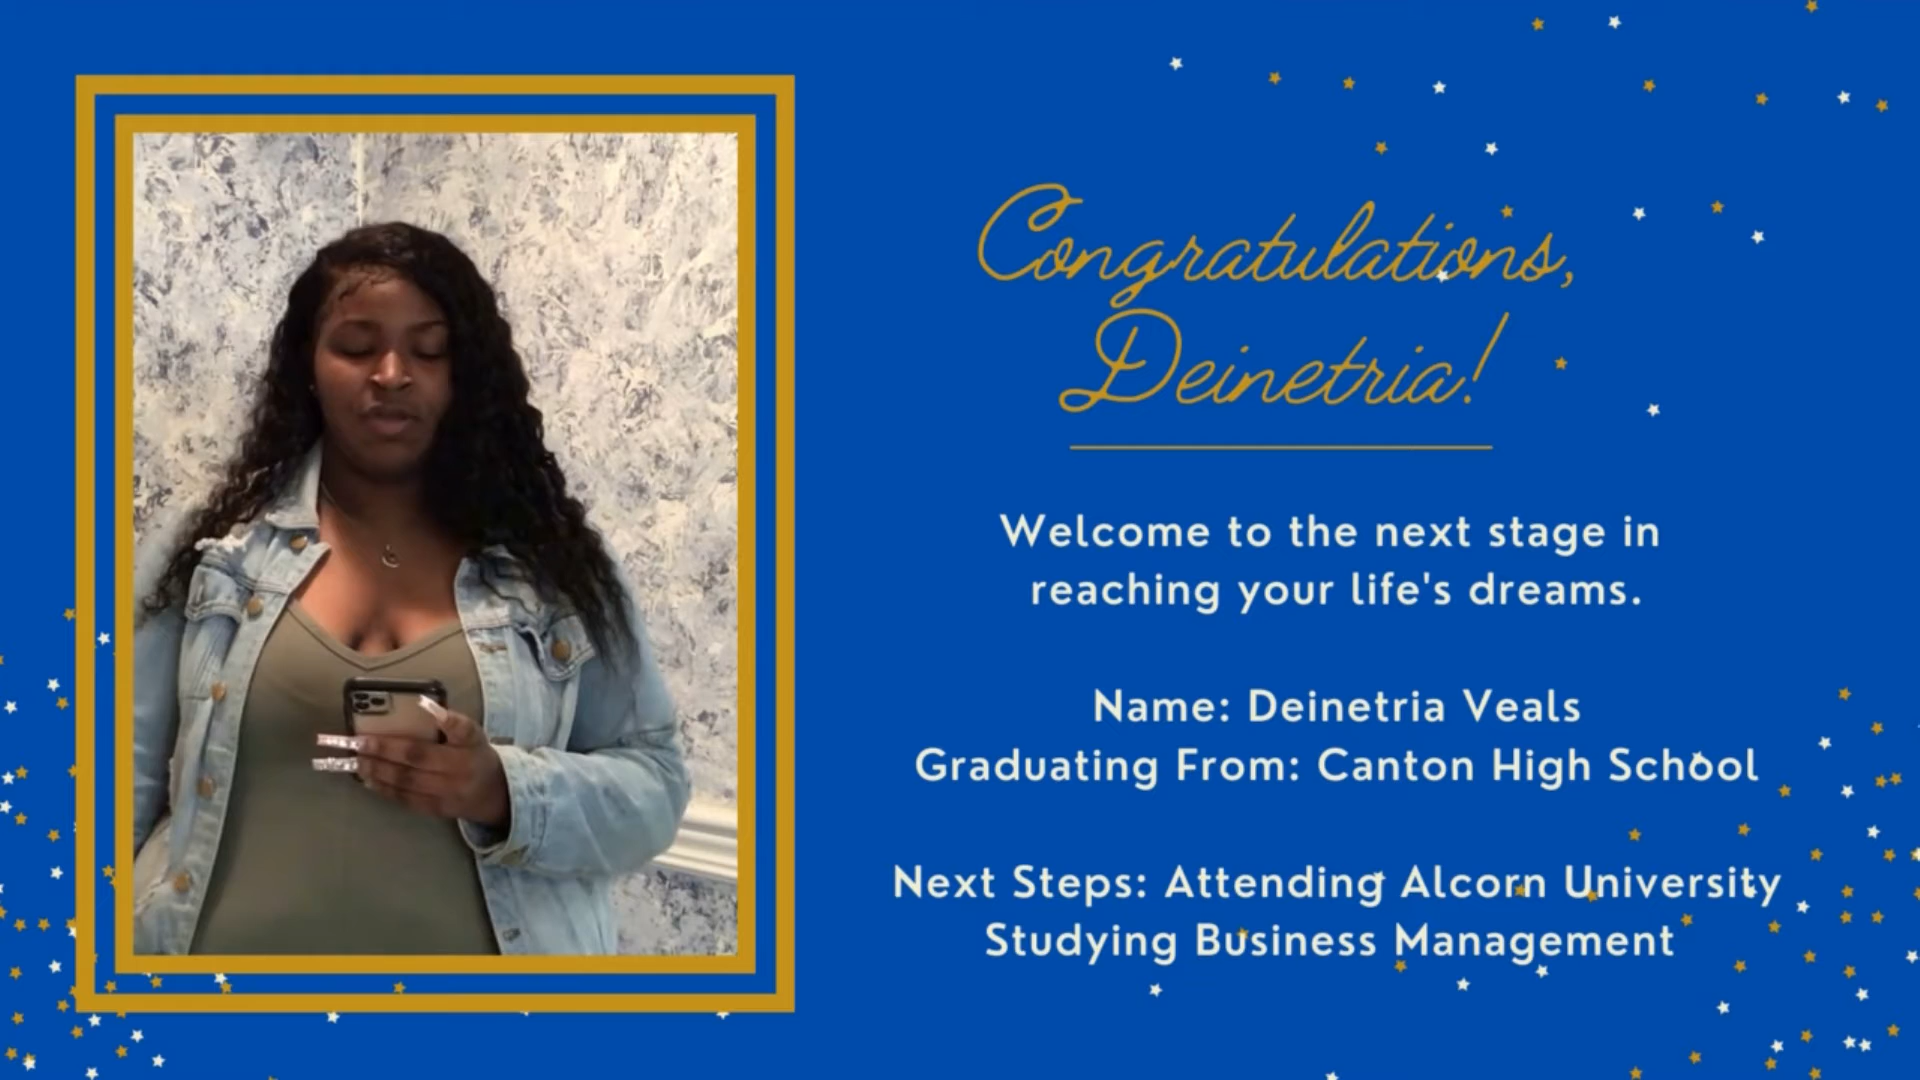 Congratulations,
Deinetria!
Welcome to the next stage in
reaching your life's dreams.
Name: Deinetria Veals
Graduating From: Canton High School
Next Steps: Attending Alcorn University
Studying Business Management